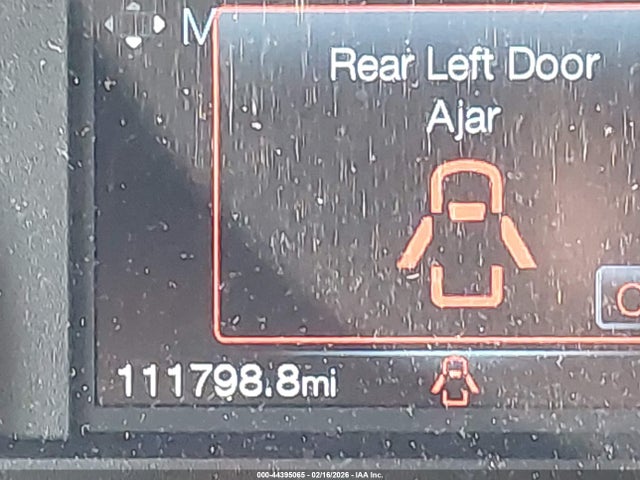 M
Rear Left Door
Ajar
111798.8mi
000-44395065 - 02/16/2026 - IAA Inc.